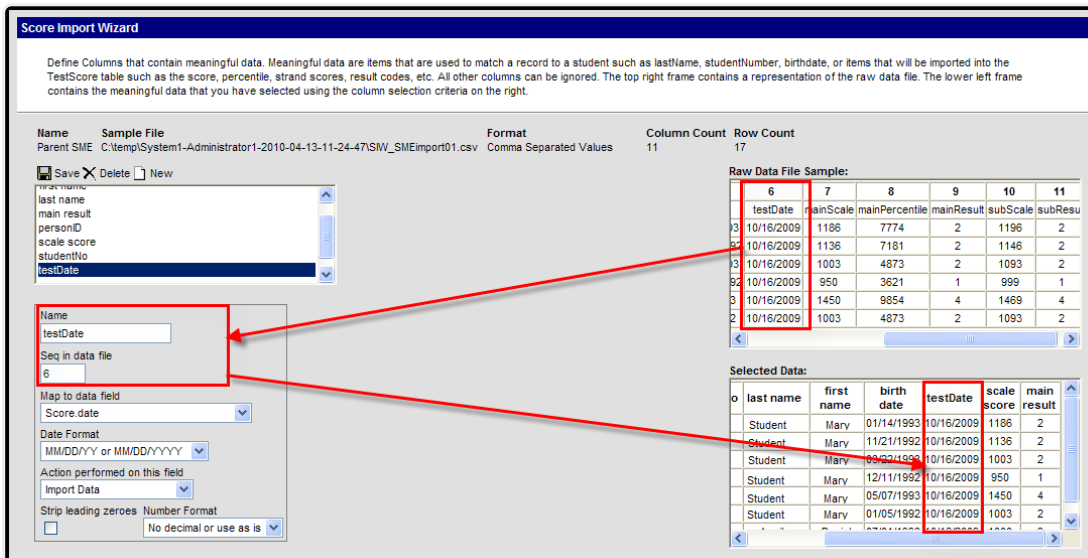 Score Import Wizard
Define Columns that contain meaningful data. Meaningful data are items that are used to match a record to a student such as lastName, studentNumber, birthdate, or items that will be imported into the
TestScore table such as the score, percentile, strand scores, result codes, etc. All other columns can be ignored. The top right frame contains a representation of the raw data file. The lower left frame
contains the meaningful data that you have selected using the column selection criteria on the right.
Name Sample File Format Column Count Row Count
Parent SME C:\temp\System1-Administrator1-2010-04-13-11-24-47\SIW_SMEimport01.csv Comma Separated Values 11 17
Save Delete New
first name
last name
main result
personID
scale score
studentNo
testDate
Name
testDate
Seq in data file
6
Map to data field
Score.date
Date Format
MM/DD/YY or MM/DD/YYYY
Action performed on this field
Import Data
Strip leading zeroes Number Format
No decimal or use as is
Raw Data File Sample:
6 7 8 9 10 11
testDate mainScale mainPercentile mainResult subScale subResu
93 10/16/2009 1186 7774 2 1196 2
92 10/16/2009 1136 7181 2 1146 2
93 10/16/2009 1003 4873 2 1093 2
92 10/16/2009 950 3621 1 999 1
3 10/16/2009 1450 9854 4 1469 4
2 10/16/2009 1003 4873 2 1093 2
Selected Data:
o last name first name birth date testDate scale score main result
Student Mary 01/14/1993 10/16/2009 1186 2
Student Mary 11/21/1992 10/16/2009 1136 2
Student Mary 03/22/1993 10/16/2009 1003 2
Student Mary 12/11/1992 10/16/2009 950 1
Student Mary 05/07/1993 10/16/2009 1450 4
Student Mary 01/05/1992 10/16/2009 1003 2